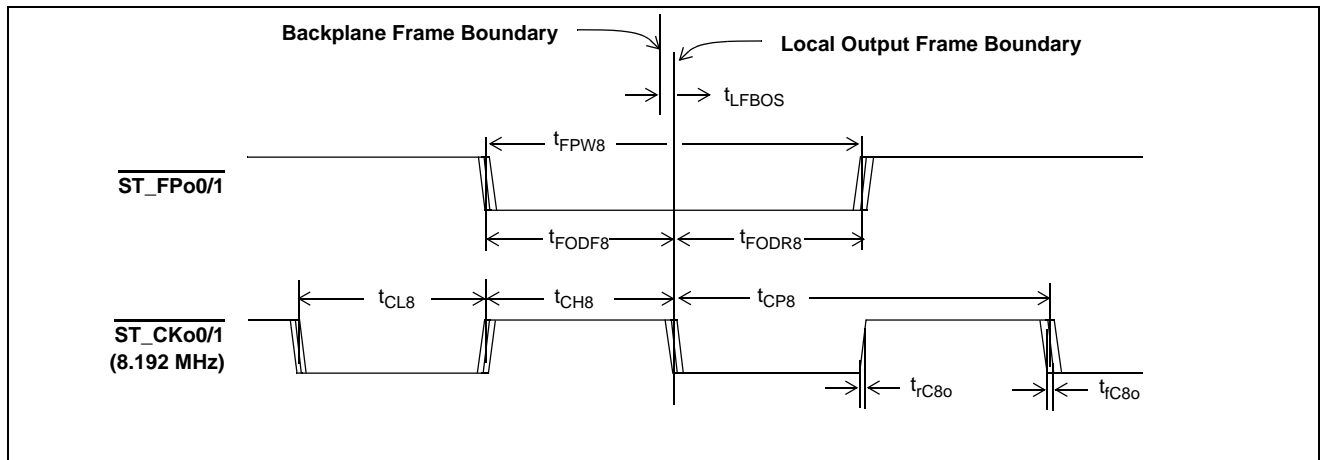 Backplane Frame Boundary
Local Output Frame Boundary
tLFBOS
tFPW8
ST_FPo0/1
tFODF8
tFODR8
tCL8
tCH8
tCP8
ST_CKo0/1
(8.192 MHz)
trC8o
tfC8o